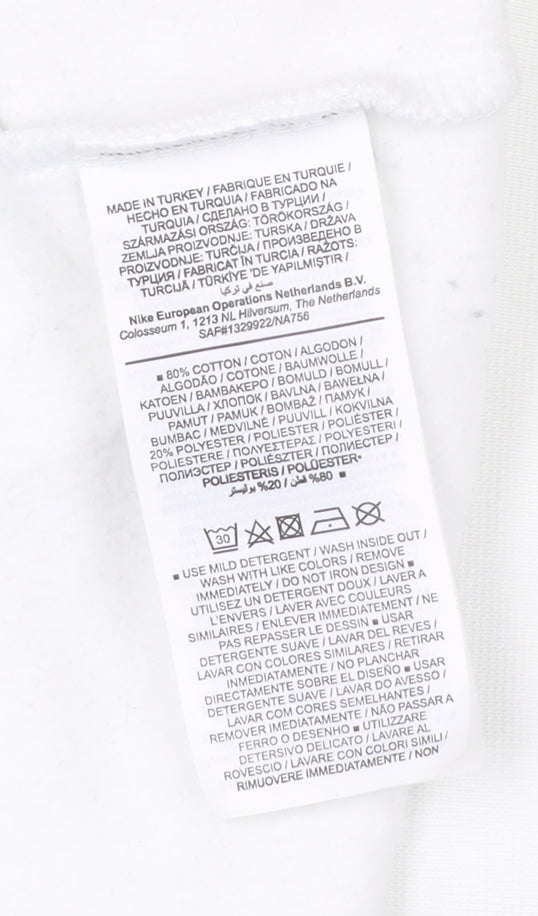 MADE IN TURKEY / FABRIQUE EN TURQUIE /
HECHO EN TURQUIA / FABRICADO NA
TURQUIA / СДЕЛАНО В ТУРЦИИ /
SZÁRMAZÁSI ORSZÁG: TÖRÖKORSZÁG /
ZEMLJA PROIZVODNJE: TURSKA / DRŽAVA
PROIZVODNJE: TURČIJA / ПРОИЗВЕДЕНО В
ТУРЦИЯ / FABRICAT ÎN TURCIA / RAŽOTS:
TURCIJĀ / TÜRKİYE 'DE YAPILMIŞTIR /
صنع في تركيا
Nike European Operations Netherlands B.V.
Colosseum 1, 1213 NL Hilversum, The Netherlands
SAF#1329922/NA756
■ 80% COTTON / COTON / ALGODON /
ALGODÃO / COTONE / BAUMWOLLE /
KATOEN / ΒΑΜΒΑΚΕΡΟ / BOMULD / BOMULL /
PUUVILLA / ХЛОПОК / BAVLNA / BAWEŁNA /
PAMUT / PAMUK / BOMBAŽ / ПАМУК /
BUMBAC / MEDVILNĖ / PUUVILL / KOKVILNA
20% POLYESTER / POLIESTER / POLIÉSTER /
POLIESTERE / ΠΟΛΥΕΣΤΕΡΑΣ / POLYESTERI /
ПОЛИЭСТЕР / POLIÉSZTER / ПОЛИЕСТЕР /
POLIESTERIS / POLÜESTER
80% قطن / 20% بوليستر ■
30
■ USE MILD DETERGENT / WASH INSIDE OUT /
WASH WITH LIKE COLORS / REMOVE
IMMEDIATELY / DO NOT IRON DESIGN ■
UTILISEZ UN DETERGENT DOUX / LAVER A
L'ENVERS / LAVER AVEC COULEURS
SIMILAIRES / ENLEVER IMMEDIATEMENT / NE
PAS REPASSER LE DESSIN ■ USAR
DETERGENTE SUAVE / LAVAR DEL REVES /
LAVAR CON COLORES SIMILARES / RETIRAR
INMEDIATAMENTE / NO PLANCHAR
DIRECTAMENTE SOBRE EL DISEÑO ■ USAR
DETERGENTE SUAVE / LAVAR DO AVESSO /
LAVAR COM CORES SEMELHANTES /
REMOVER IMEDIATAMENTE / NÃO PASSAR A
FERRO O DESENHO ■ UTILIZZARE
DETERSIVO DELICATO / LAVARE AL
ROVESCIO / LAVARE CON COLORI SIMILI /
RIMUOVERE IMMEDIATAMENTE / NON